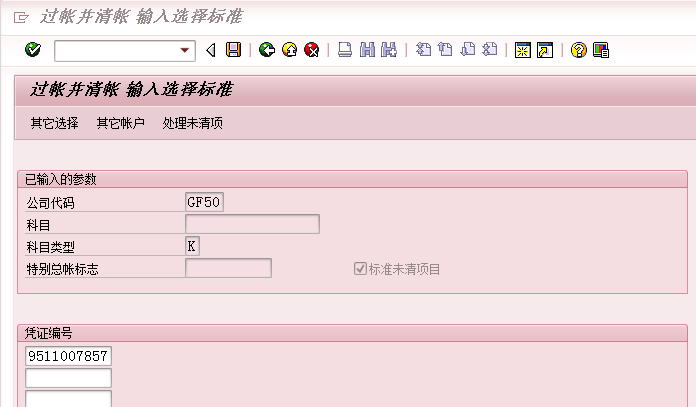 过帐并清帐 输入选择标准
过帐并清帐 输入选择标准
其它选择 其它帐户 处理未清项
已输入的参数
公司代码 GF50
科目
科目类型 K
特别总帐标志 标准未清项目
凭证编号
9511007857